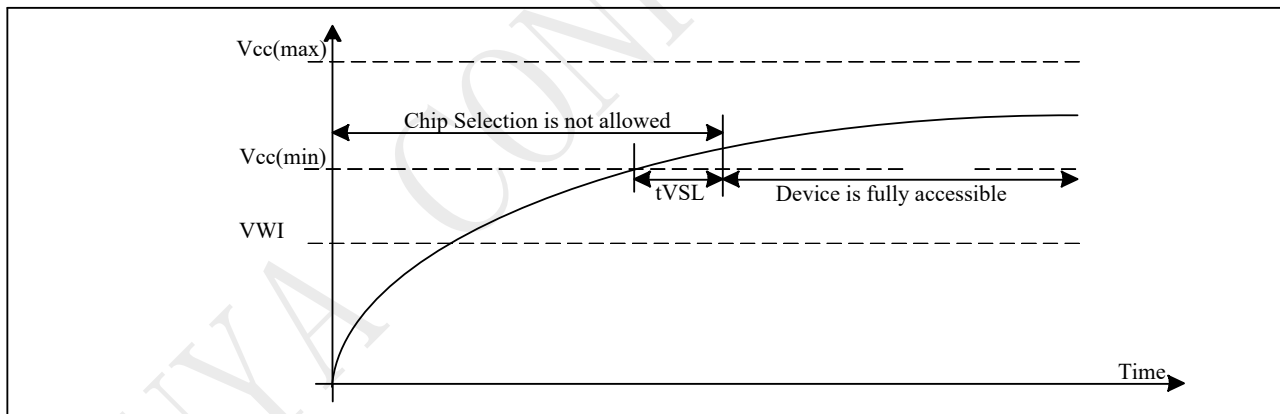 Vcc(max)
Chip Selection is not allowed
Vcc(min)
tVSL
Device is fully accessible
VWI
Time